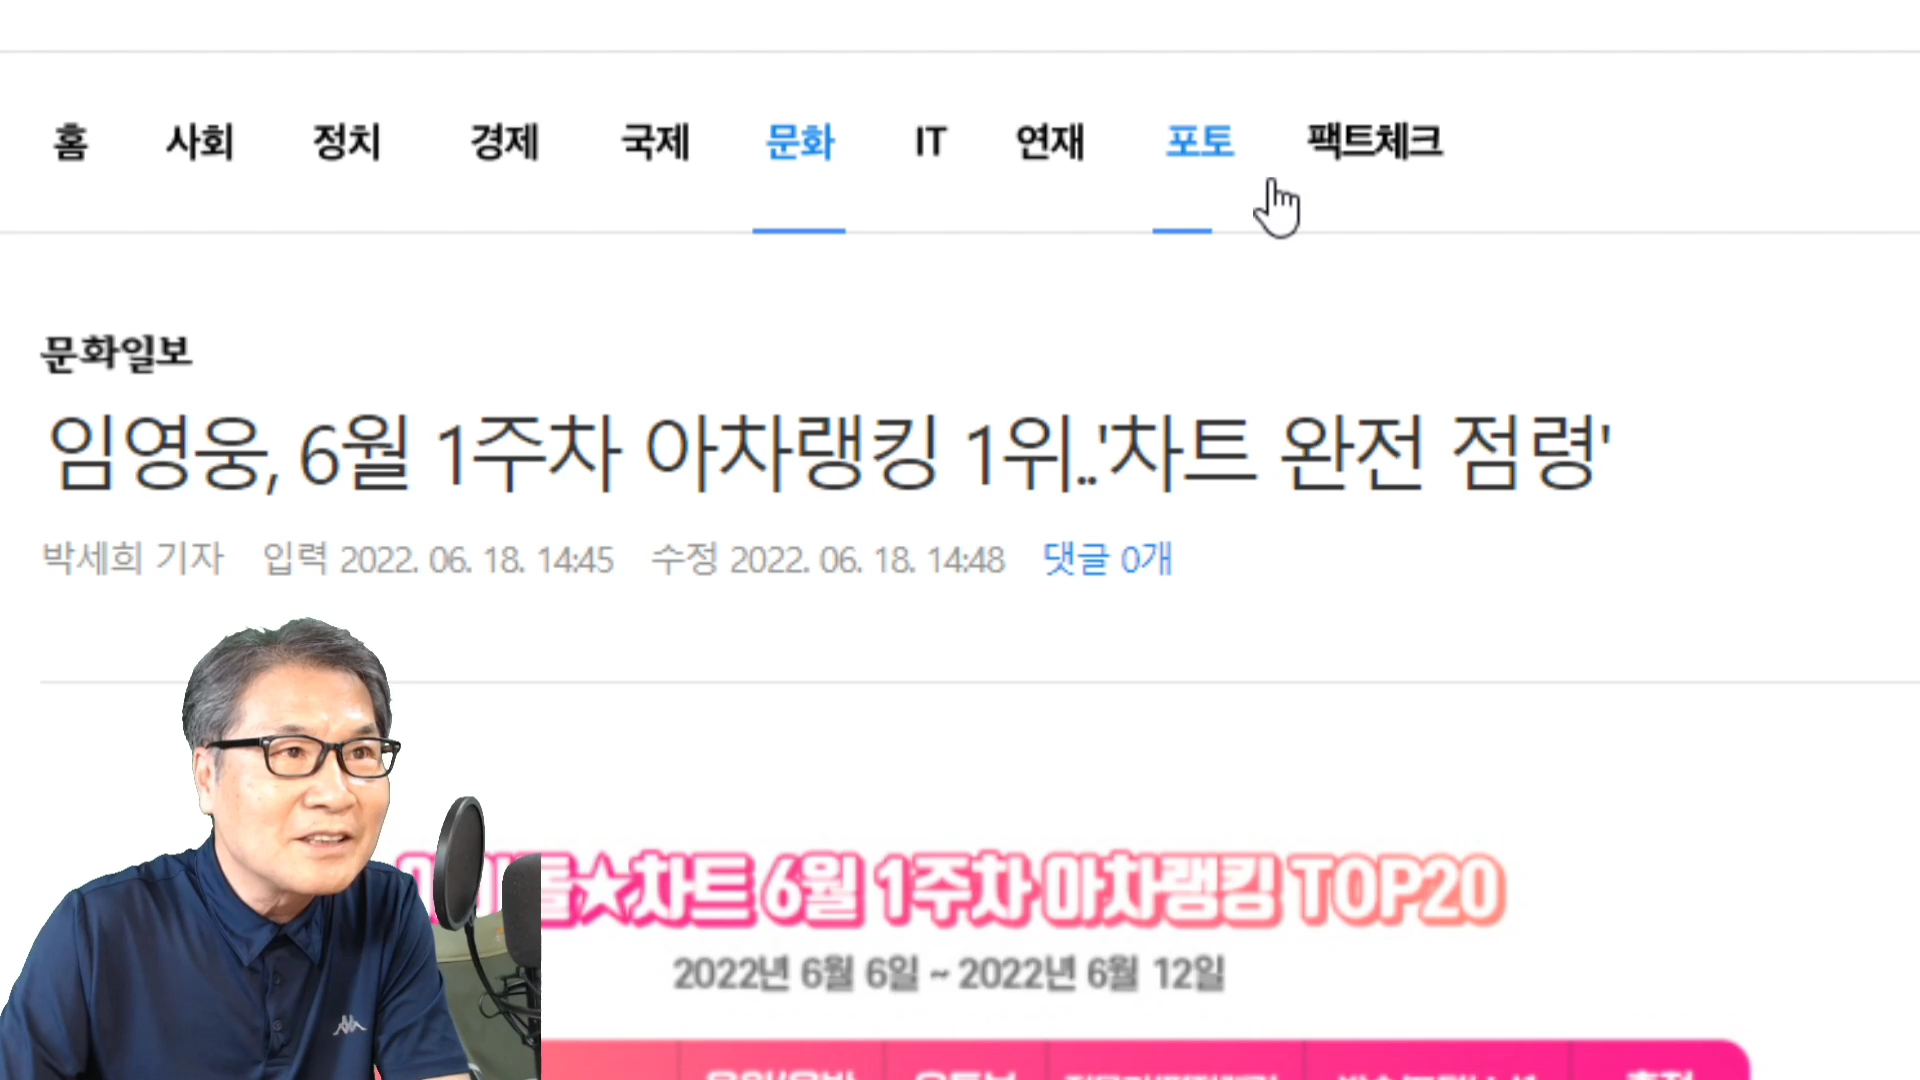 홈 사회 정치 경제 국제 문화 IT 연재 포토 팩트체크
문화일보
임영웅, 6월 1주차 아차랭킹 1위..'차트 완전 점령'
박세희 기자 입력 2022. 06. 18. 14:45 수정 2022. 06. 18. 14:48 댓글 0개
★차트 6월 1주차 아차랭킹 TOP20
2022년 6월 6일 ~ 2022년 6월 12일